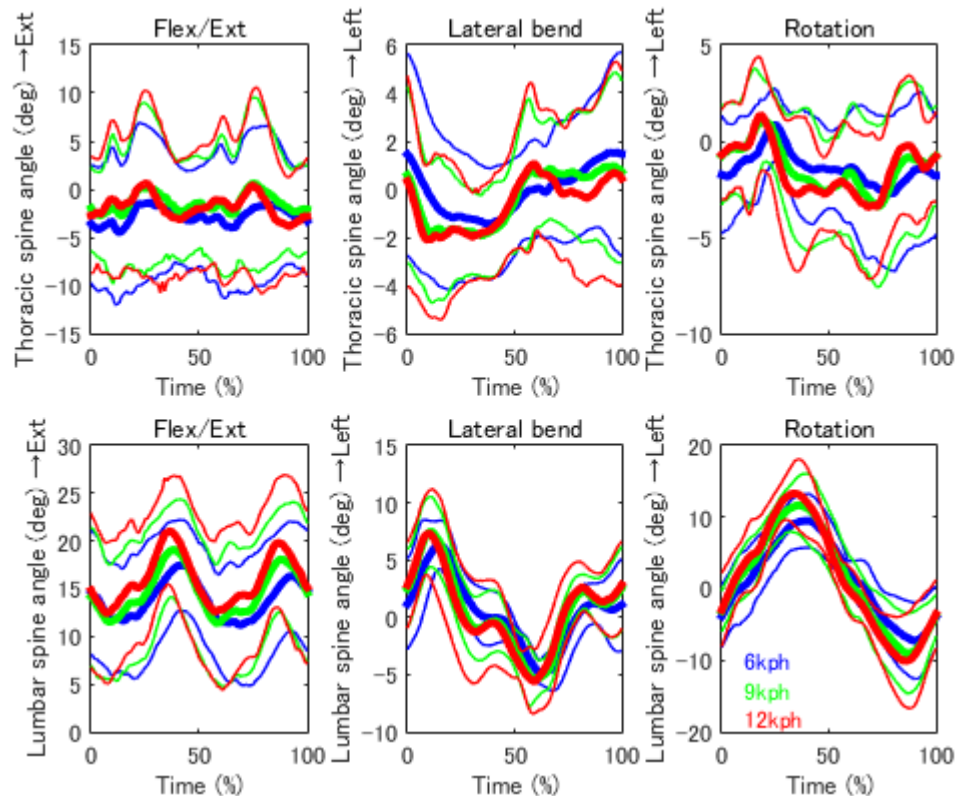 Flex/Ext
Lateral bend
Rotation
Thoracic spine angle (deg) →Ext
15
10
5
0
−5
−10
−15
0
50
100
Time (%)
Thoracic spine angle (deg) →Left
6
4
2
0
−2
−4
−6
0
50
100
Time (%)
Thoracic spine angle (deg) →Left
5
0
−5
−10
0
50
100
Time (%)
Flex/Ext
Lateral bend
Rotation
Lumbar spine angle (deg) →Ext
30
25
20
15
10
5
0
0
50
100
Time (%)
Lumbar spine angle (deg) →Left
15
10
5
0
−5
−10
0
50
100
Time (%)
Lumbar spine angle (deg) →Left
20
10
0
−10
−20
6kph
9kph
12kph
0
50
100
Time (%)